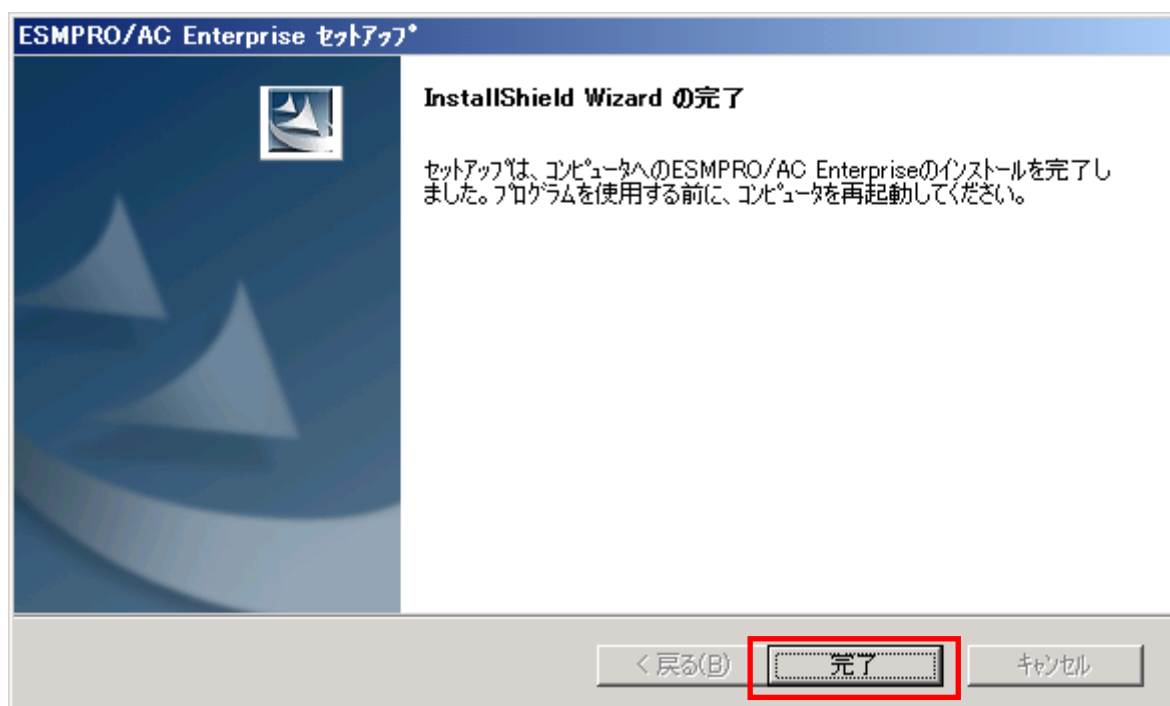 ESMPRO/AC Enterprise セットアップ
InstallShield Wizard の完了
セットアップは、コンピュータへのESMPRO/AC Enterpriseのインストールを完了し
ました。プログラムを使用する前に、コンピュータを再起動してください。
< 戻る(B) 完了 キャンセル